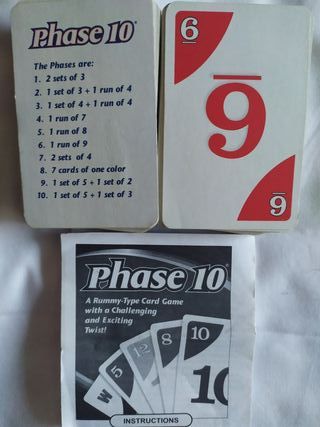 Phase 10®
The Phases are:
1. 2 sets of 3
2. 1 set of 3 + 1 run of 4
3. 1 set of 4 + 1 run of 4
4. 1 run of 7
5. 1 run of 8
6. 1 run of 9
7. 2 sets of 4
8. 7 cards of one color
9. 1 set of 5 + 1 set of 2
10. 1 set of 5 + 1 set of 3
6
9
9
Phase 10®
A Rummy-Type Card Game
with a Challenging
and Exciting
Twist!
W
5
12
8
10
10
INSTRUCTIONS